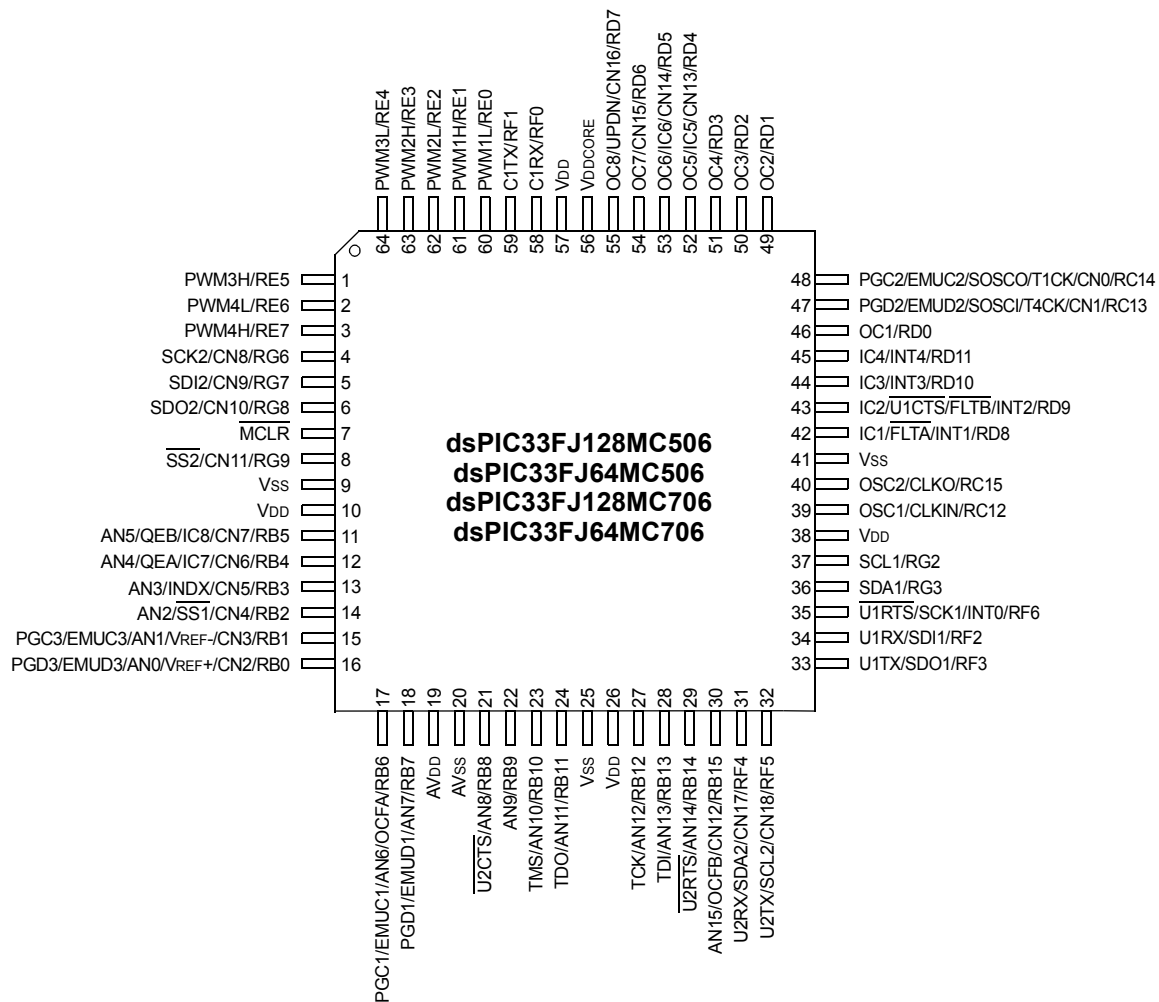 PWM3L/RE4
PWM2H/RE3
PWM2L/RE2
PWM1H/RE1
PWM1L/RE0
C1TX/RF1
C1RX/RF0
VDD
VDDCORE
OC8/UPDN/CN16/RD7
OC7/CN15/RD6
OC6/IC6/CN14/RD5
OC5/IC5/CN13/RD4
OC4/RD3
OC3/RD2
OC2/RD1
64
63
62
61
60
59
58
57
56
55
54
53
52
51
50
49
PWM3H/RE5 1
PWM4L/RE6 2
PWM4H/RE7 3
SCK2/CN8/RG6 4
SDI2/CN9/RG7 5
SDO2/CN10/RG8 6
MCLR 7
SS2/CN11/RG9 8
VSS 9
VDD 10
AN5/QEB/IC8/CN7/RB5 11
AN4/QEA/IC7/CN6/RB4 12
AN3/INDX/CN5/RB3 13
AN2/SS1/CN4/RB2 14
PGC3/EMUC3/AN1/VREF-/CN3/RB1 15
PGD3/EMUD3/AN0/VREF+/CN2/RB0 16
dsPIC33FJ128MC506
dsPIC33FJ64MC506
dsPIC33FJ128MC706
dsPIC33FJ64MC706
48 PGC2/EMUC2/SOSCO/T1CK/CN0/RC14
47 PGD2/EMUD2/SOSCI/T4CK/CN1/RC13
46 OC1/RD0
45 IC4/INT4/RD11
44 IC3/INT3/RD10
43 IC2/U1CTS/FLTB/INT2/RD9
42 IC1/FLTA/INT1/RD8
41 VSS
40 OSC2/CLKO/RC15
39 OSC1/CLKIN/RC12
38 VDD
37 SCL1/RG2
36 SDA1/RG3
35 U1RTS/SCK1/INT0/RF6
34 U1RX/SDI1/RF2
33 U1TX/SDO1/RF3
17
18
19
20
21
22
23
24
25
26
27
28
29
30
31
32
PGC1/EMUC1/AN6/OCFA/RB6
PGD1/EMUD1/AN7/RB7
AVDD
AVSS
U2CTS/AN8/RB8
AN9/RB9
TMS/AN10/RB10
TDO/AN11/RB11
VSS
VDD
TCK/AN12/RB12
TDI/AN13/RB13
U2RTS/AN14/RB14
AN15/OCFB/CN12/RB15
U2RX/SDA2/CN17/RF4
U2TX/SCL2/CN18/RF5